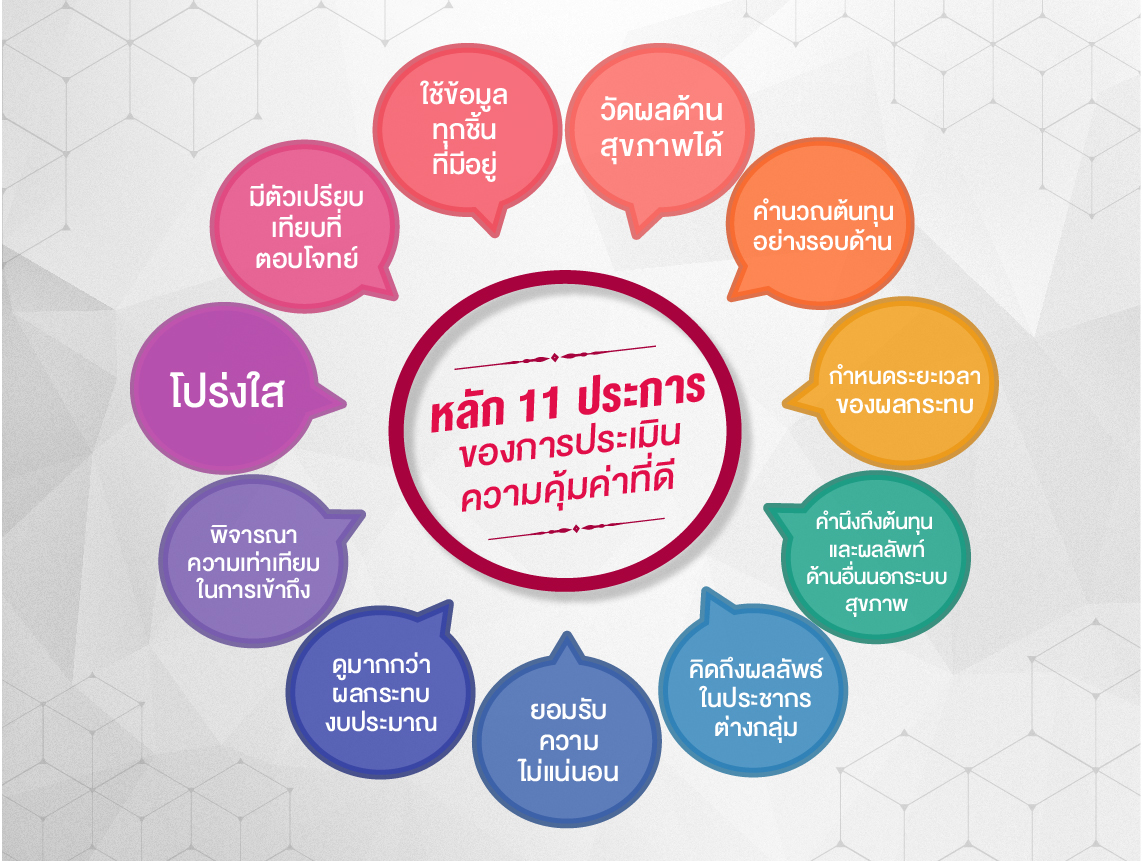 หลัก 11 ประการ
ของการประเมิน
ความคุ้มค่าที่ดี
โปร่งใส
มีตัวเปรียบ
เทียบที่
ตอบโจทย์
ใช้ข้อมูล
ทุกชิ้น
ที่มีอยู่
วัดผลด้าน
สุขภาพได้
คำนวณต้นทุน
อย่างรอบด้าน
กำหนดระยะเวลา
ของผลกระทบ
คำนึงถึงต้นทุน
และผลลัพท์
ด้านอื่นนอกระบบ
สุขภาพ
คิดถึงผลลัพธ์
ในประชากร
ต่างกลุ่ม
ยอมรับ
ความ
ไม่แน่นอน
ดูมากกว่า
ผลกระทบ
งบประมาณ
พิจารณา
ความเท่าเทียม
ในการเข้าถึง